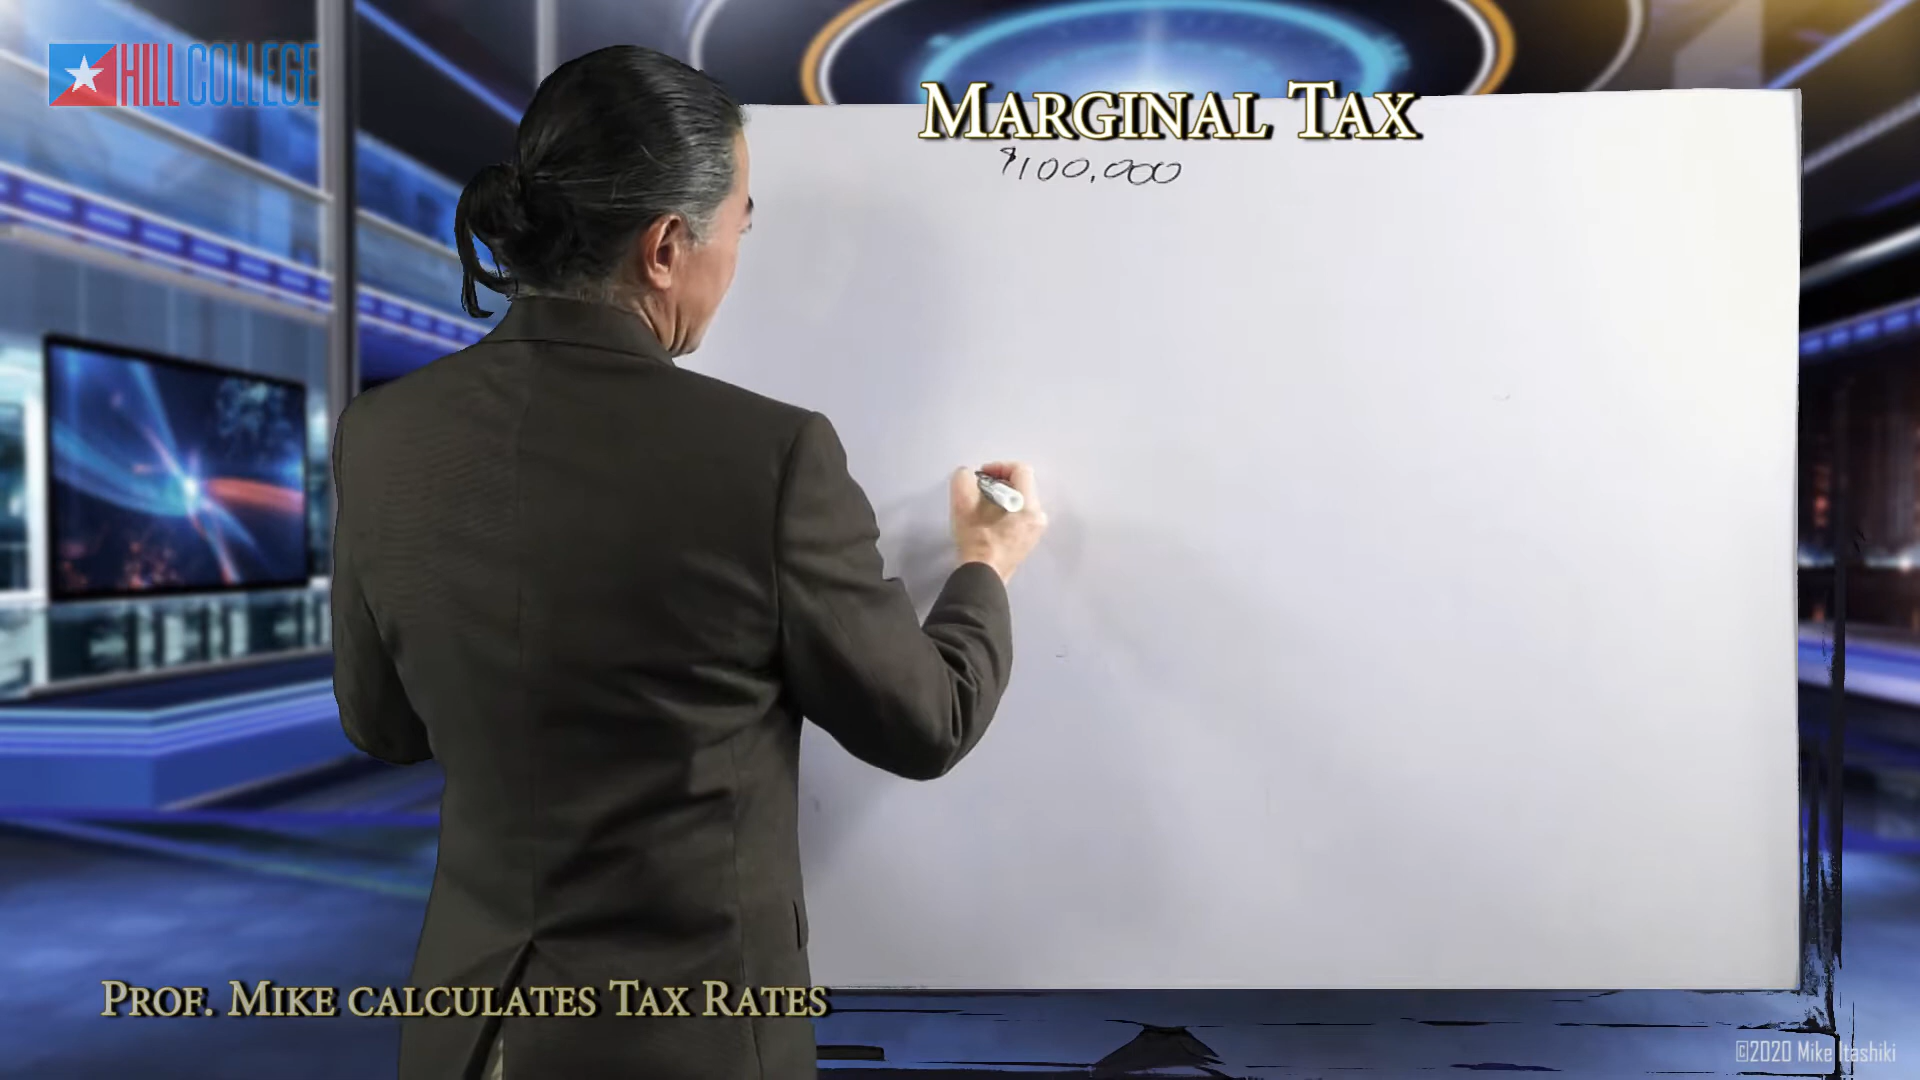 HILL COLLEGE
MARGINAL TAX
$100,000
PROF. MIKE CALCULATES TAX RATES
©2020 Mike Itashiki